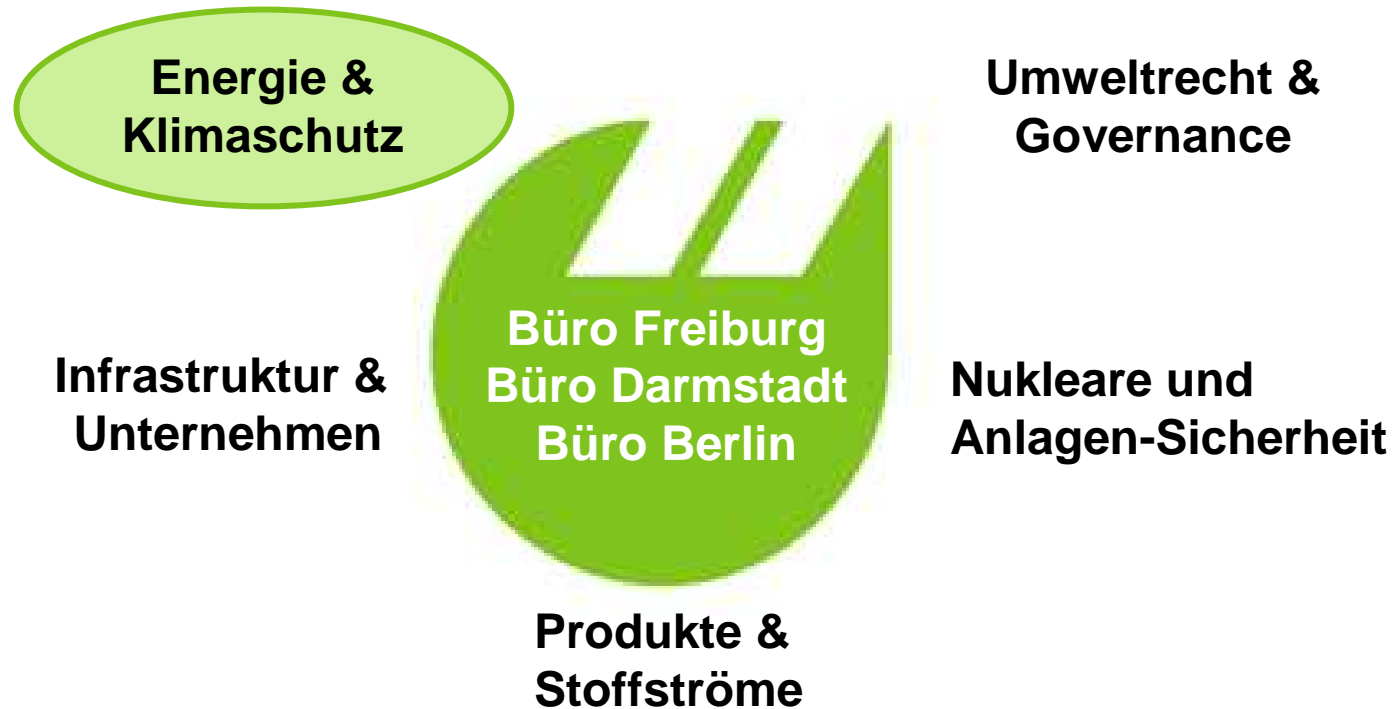 Energie &
Klimaschutz
Umweltrecht &
Governance
Infrastruktur &
Unternehmen
Büro Freiburg
Büro Darmstadt
Büro Berlin
Nukleare und
Anlagen-Sicherheit
Produkte &
Stoffströme